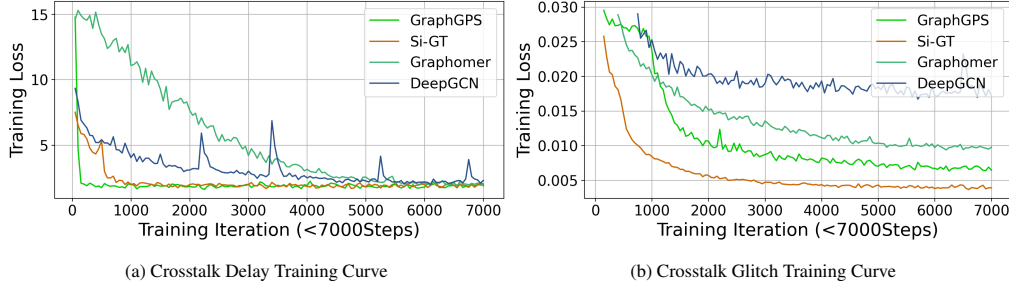 15
10
5
Training Loss
GraphGPS
Si-GT
Graphomer
DeepGCN
0 1000 2000 3000 4000 5000 6000 7000
Training Iteration (<7000Steps)
(a) Crosstalk Delay Training Curve
0.030
0.025
0.020
0.015
0.010
0.005
Training Loss
GraphGPS
Si-GT
Graphomer
DeepGCN
0 1000 2000 3000 4000 5000 6000 7000
Training Iteration (<7000Steps)
(b) Crosstalk Glitch Training Curve